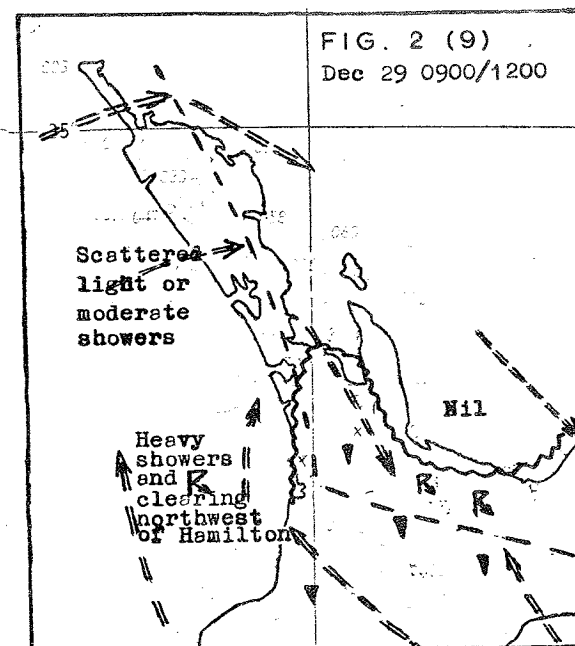 FIG. 2 (9)
Dec 29 0900/1200
35
Scattered
light or
moderate
showers
Nil
Heavy
showers
and
clearing
northwest
of Hamilton
R
R
R